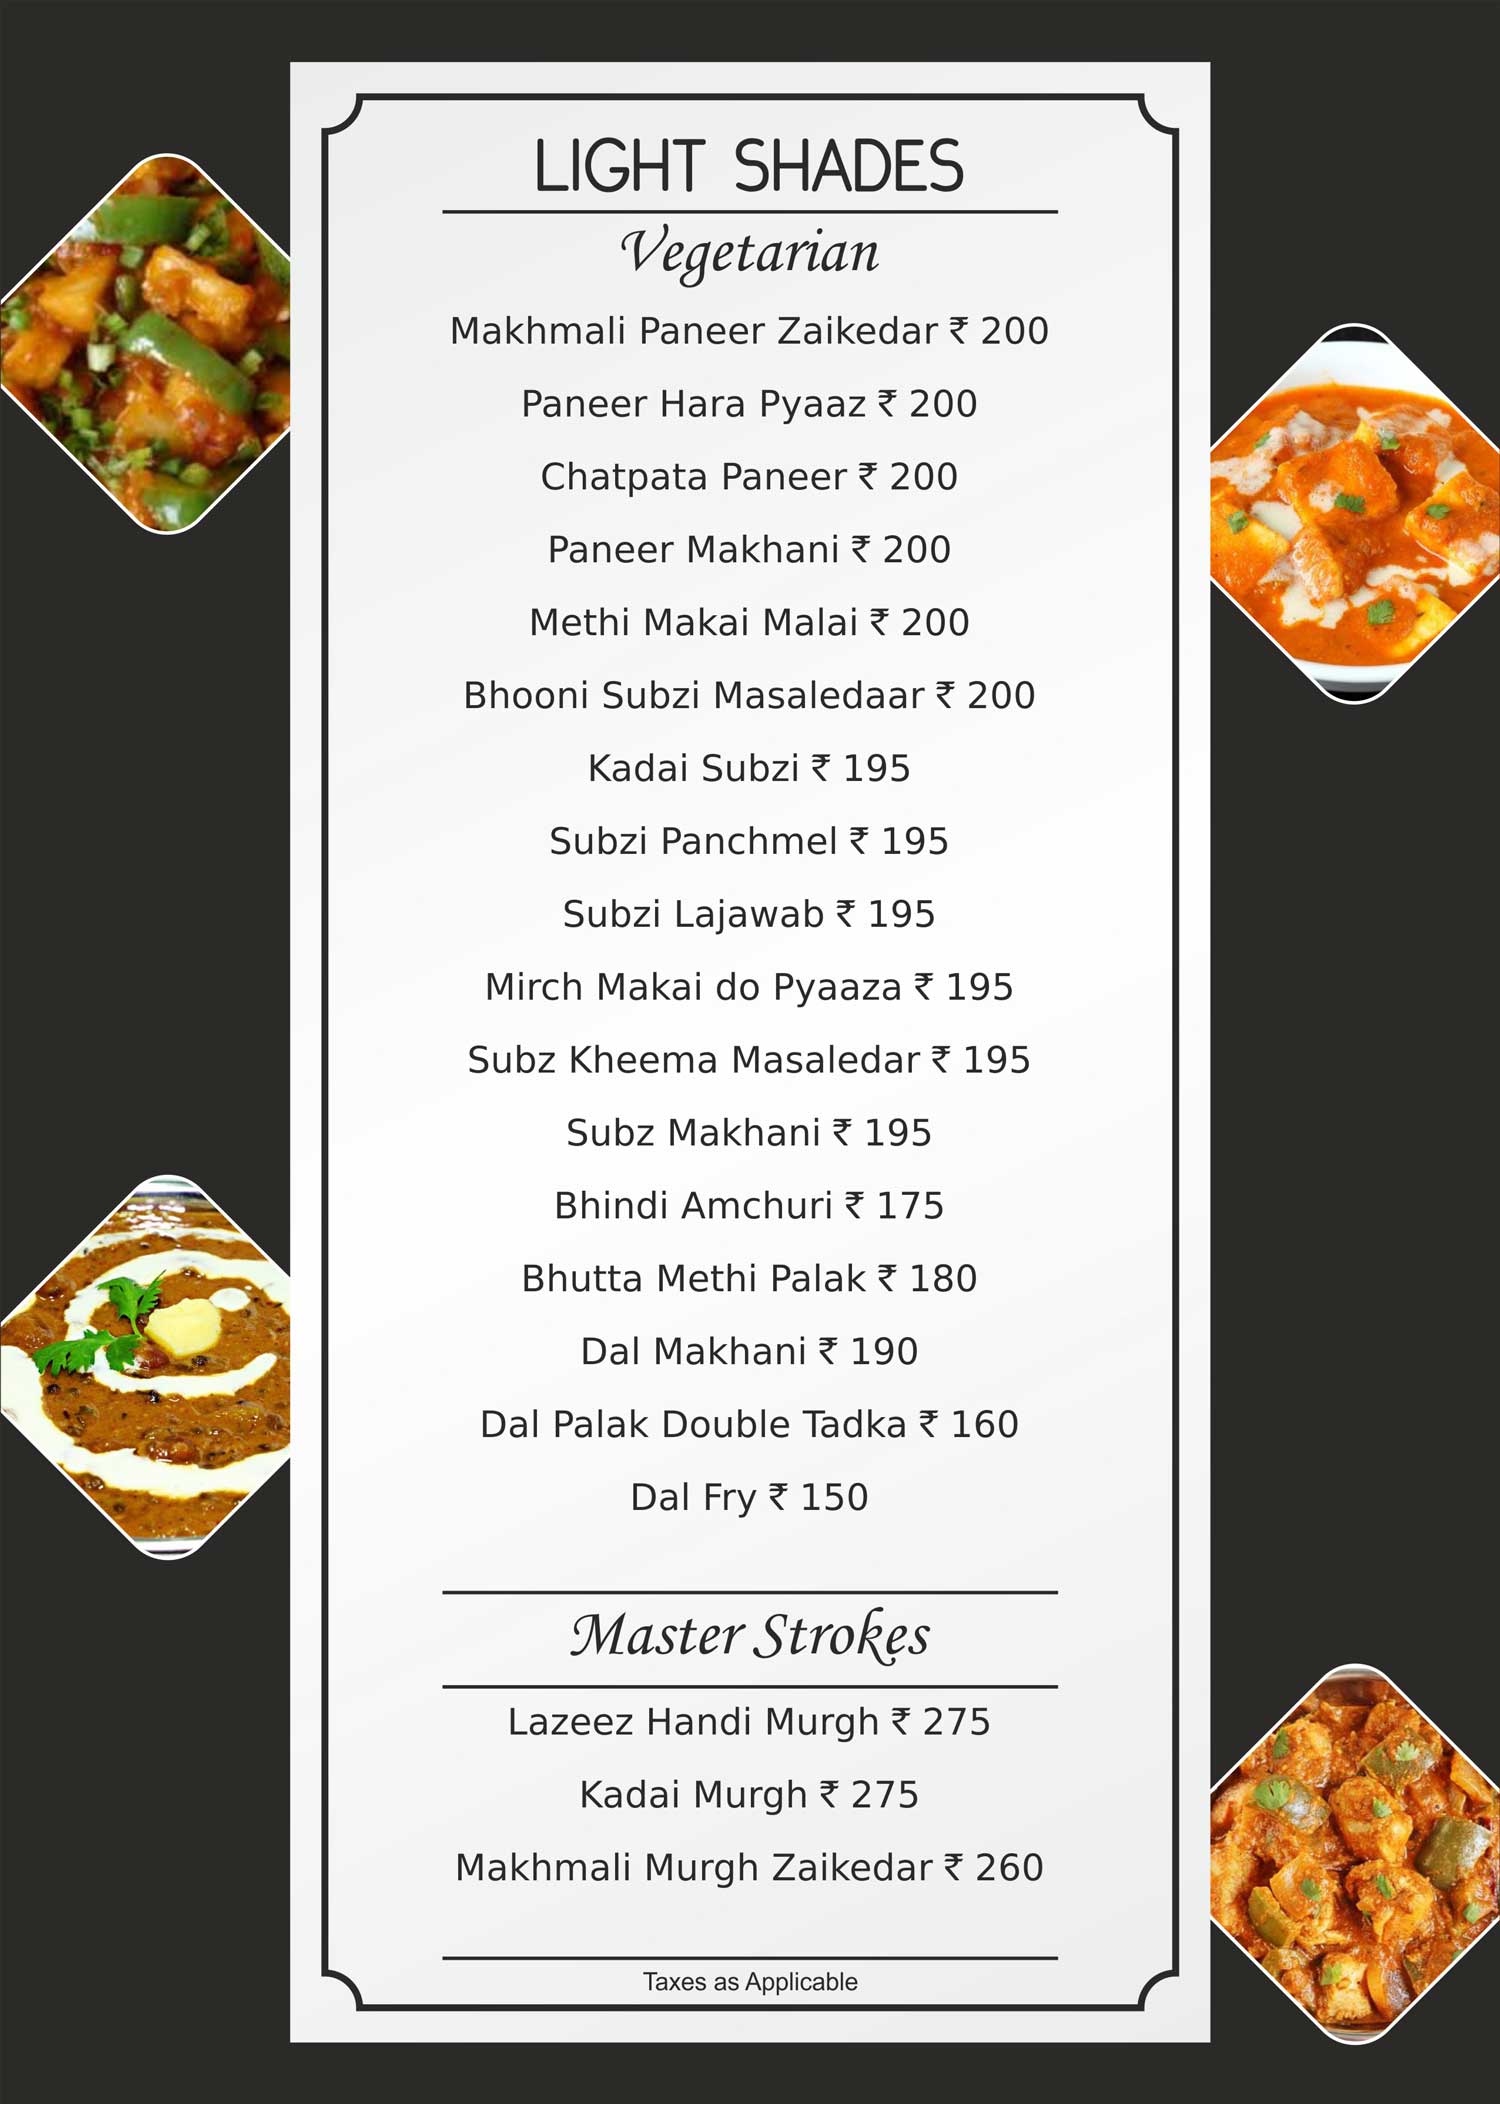 LIGHT SHADES
Vegetarian
Makhmali Paneer Zaikedar ₹ 200
Paneer Hara Pyaaz ₹ 200
Chatpata Paneer ₹ 200
Paneer Makhani ₹ 200
Methi Makai Malai ₹ 200
Bhooni Subzi Masaledaar ₹ 200
Kadai Subzi ₹ 195
Subzi Panchmel ₹ 195
Subzi Lajawab ₹ 195
Mirch Makai do Pyaaza ₹ 195
Subz Kheema Masaledar ₹ 195
Subz Makhani ₹ 195
Bhindi Amchuri ₹ 175
Bhutta Methi Palak ₹ 180
Dal Makhani ₹ 190
Dal Palak Double Tadka ₹ 160
Dal Fry ₹ 150
Master Strokes
Lazeez Handi Murgh ₹ 275
Kadai Murgh ₹ 275
Makhmali Murgh Zaikedar ₹ 260
Taxes as Applicable